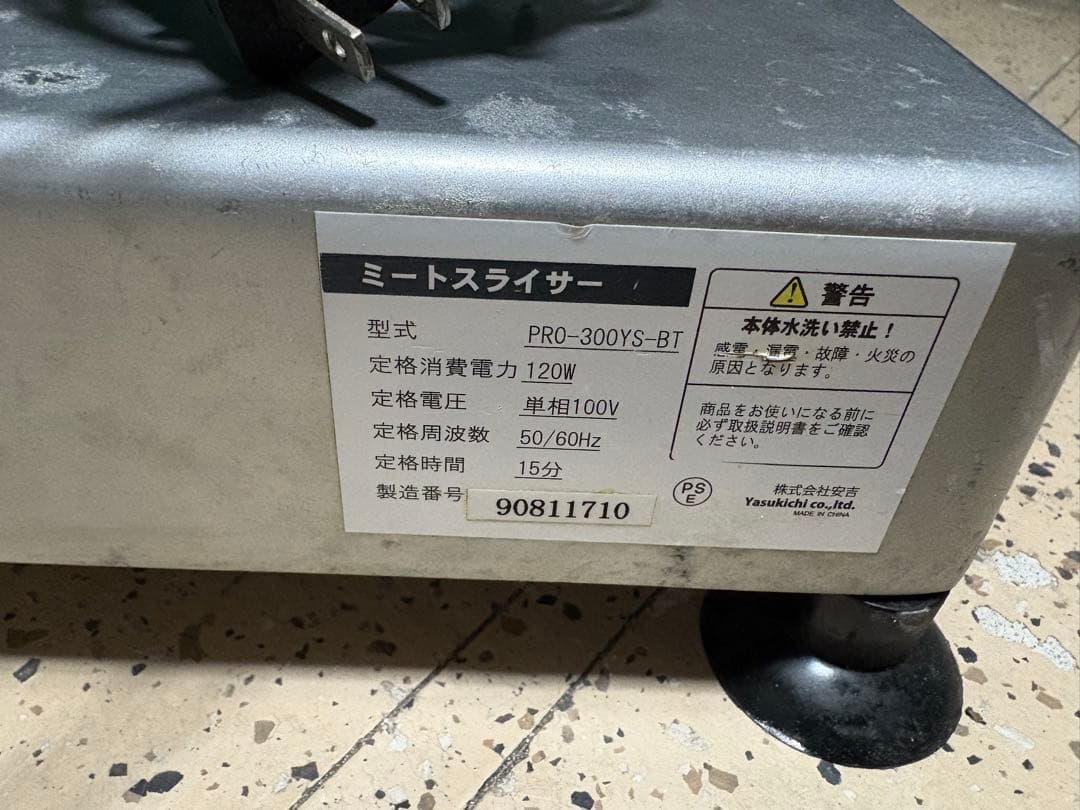 ミートスライサー
型式 PRO-300YS-BT
定格消費電力 120W
定格電圧 単相100V
定格周波数 50/60Hz
定格時間 15分
製造番号 90811710
警告
本体水洗い禁止！
感電・漏電・故障・火災の
原因となります。
商品をお使いになる前に
必ず取扱説明書をご確認
ください。
PSE
株式会社安吉
Yasukichi co.,ltd.
MADE IN CHINA